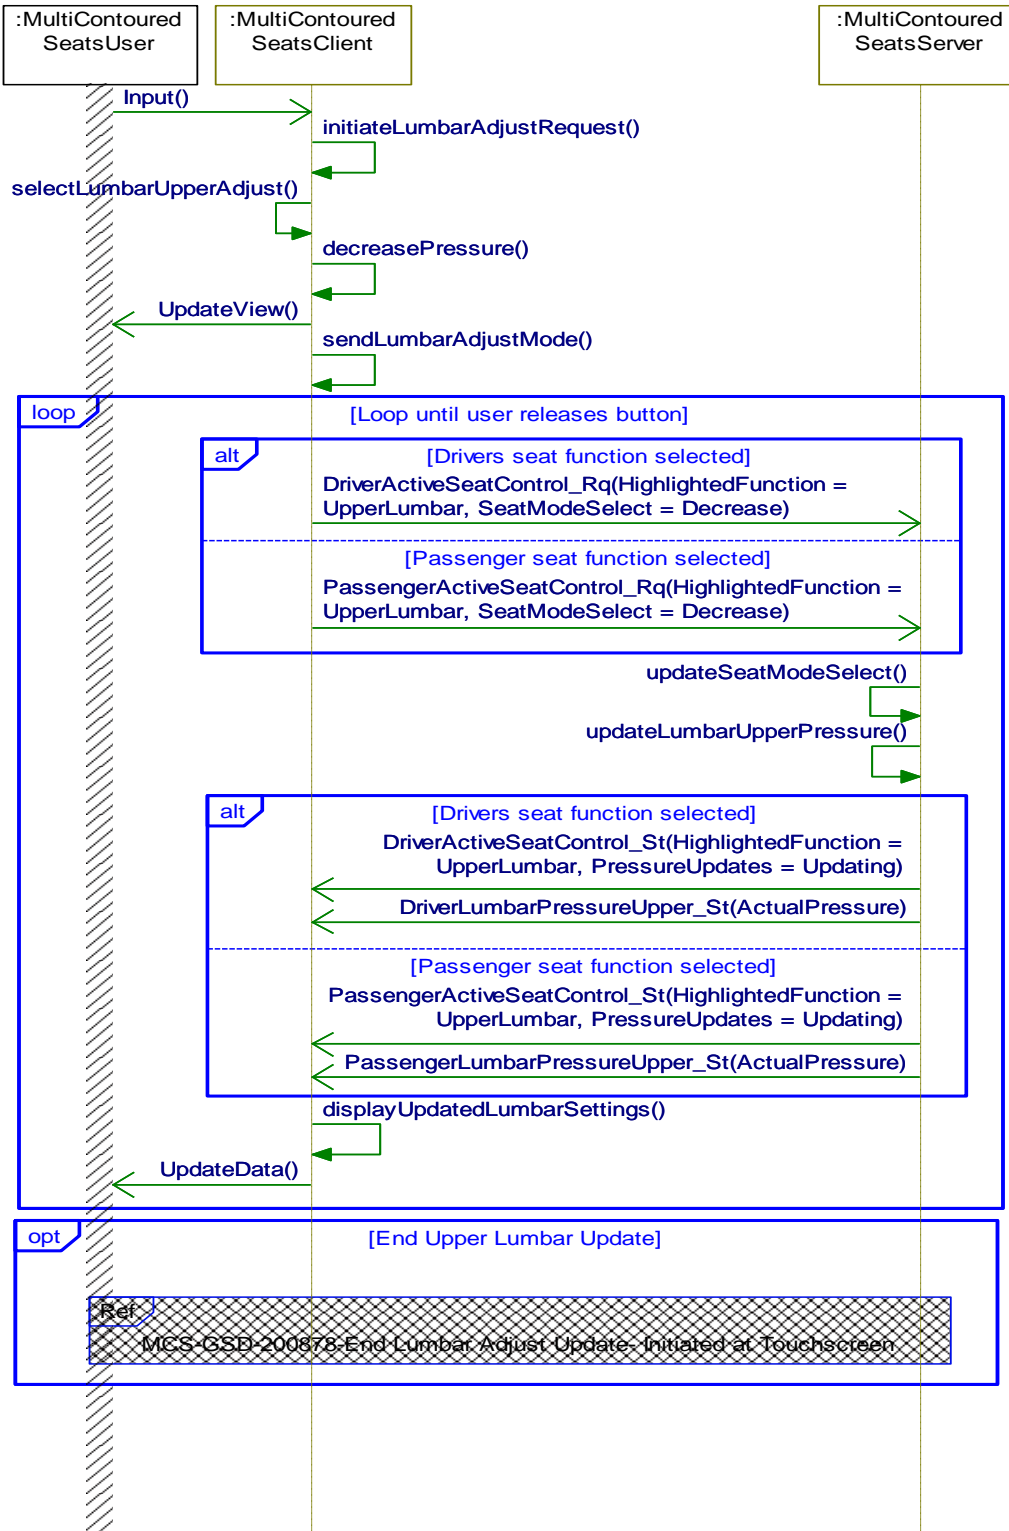 :MultiContoured
SeatsUser
:MultiContoured
SeatsClient
:MultiContoured
SeatsServer
Input()
initiateLumbarAdjustRequest()
selectLumbarUpperAdjust()
decreasePressure()
UpdateView()
sendLumbarAdjustMode()
loop
[Loop until user releases button]
alt
[Drivers seat function selected]
DriverActiveSeatControl_Rq(HighlightedFunction =
UpperLumbar, SeatModeSelect = Decrease)
[Passenger seat function selected]
PassengerActiveSeatControl_Rq(HighlightedFunction =
UpperLumbar, SeatModeSelect = Decrease)
updateSeatModeSelect()
updateLumbarUpperPressure()
alt
[Drivers seat function selected]
DriverActiveSeatControl_St(HighlightedFunction =
UpperLumbar, PressureUpdates = Updating)
DriverLumbarPressureUpper_St(ActualPressure)
[Passenger seat function selected]
PassengerActiveSeatControl_St(HighlightedFunction =
UpperLumbar, PressureUpdates = Updating)
PassengerLumbarPressureUpper_St(ActualPressure)
displayUpdatedLumbarSettings()
UpdateData()
opt
[End Upper Lumbar Update]
Ref
MCS-GSD-200878-End Lumbar Adjust Update- Initiated at Touchscreen